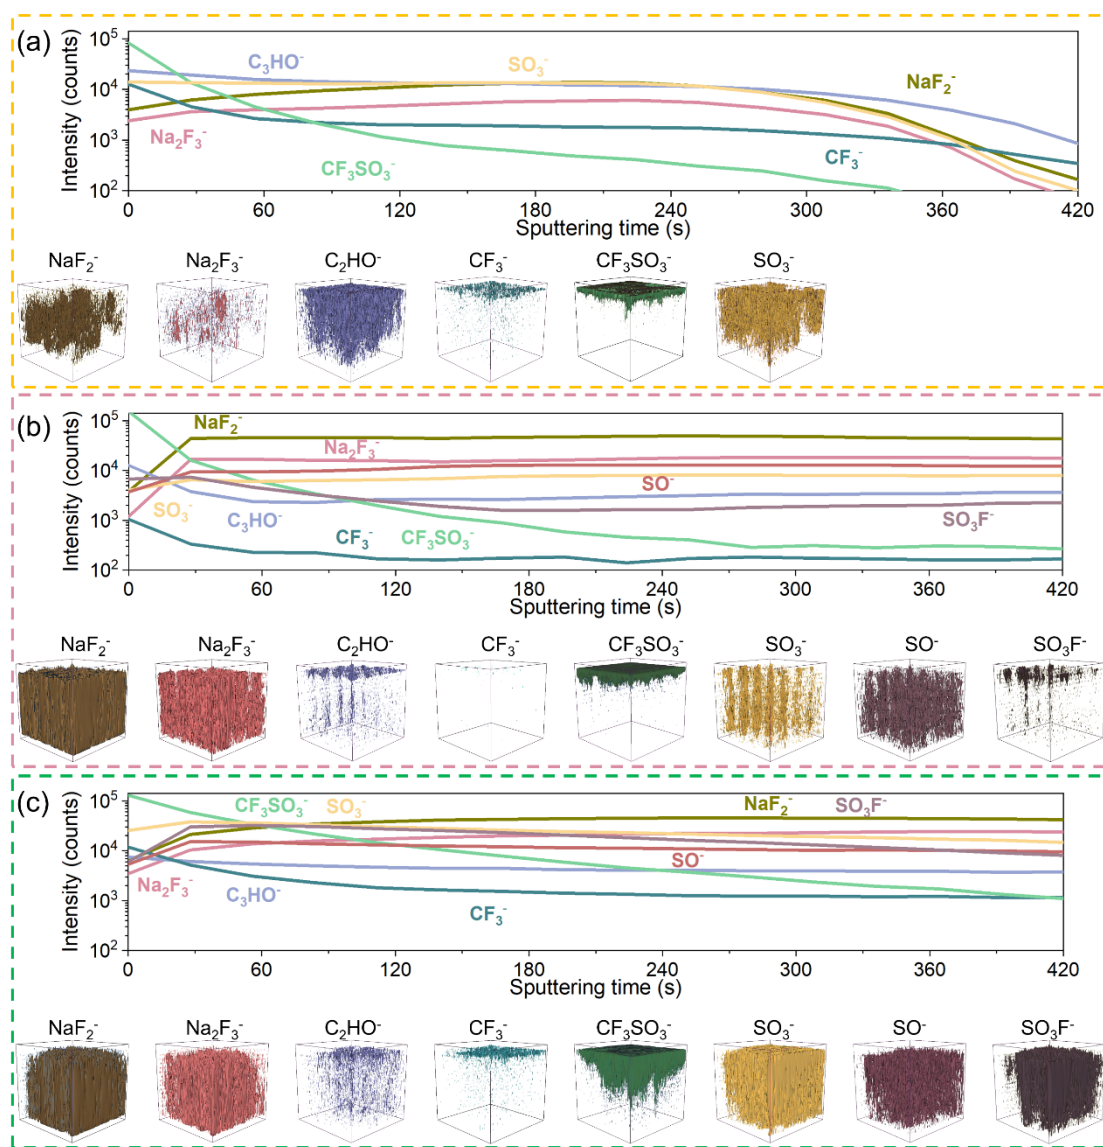 (a)
Intensity (counts)
10⁵
10⁴
10³
10²
C₃HO⁻
SO₃⁻
NaF₂⁻
Na₂F₃⁻
CF₃SO₃⁻
CF₃⁻
0 60 120 180 240 300 360 420
Sputtering time (s)
NaF₂⁻ Na₂F₃⁻ C₂HO⁻ CF₃⁻ CF₃SO₃⁻ SO₃⁻
(b)
Intensity (counts)
10⁵
10⁴
10³
10²
NaF₂⁻
Na₂F₃⁻
SO⁻
SO₃⁻
C₃HO⁻
SO₃F⁻
CF₃⁻
CF₃SO₃⁻
0 60 120 180 240 300 360 420
Sputtering time (s)
NaF₂⁻ Na₂F₃⁻ C₂HO⁻ CF₃⁻ CF₃SO₃⁻ SO₃⁻ SO⁻ SO₃F⁻
(c)
Intensity (counts)
10⁵
10⁴
10³
10²
CF₃SO₃⁻
SO₃⁻
NaF₂⁻
SO₃F⁻
SO⁻
Na₂F₃⁻
C₃HO⁻
CF₃⁻
0 60 120 180 240 300 360 420
Sputtering time (s)
NaF₂⁻ Na₂F₃⁻ C₂HO⁻ CF₃⁻ CF₃SO₃⁻ SO₃⁻ SO⁻ SO₃F⁻